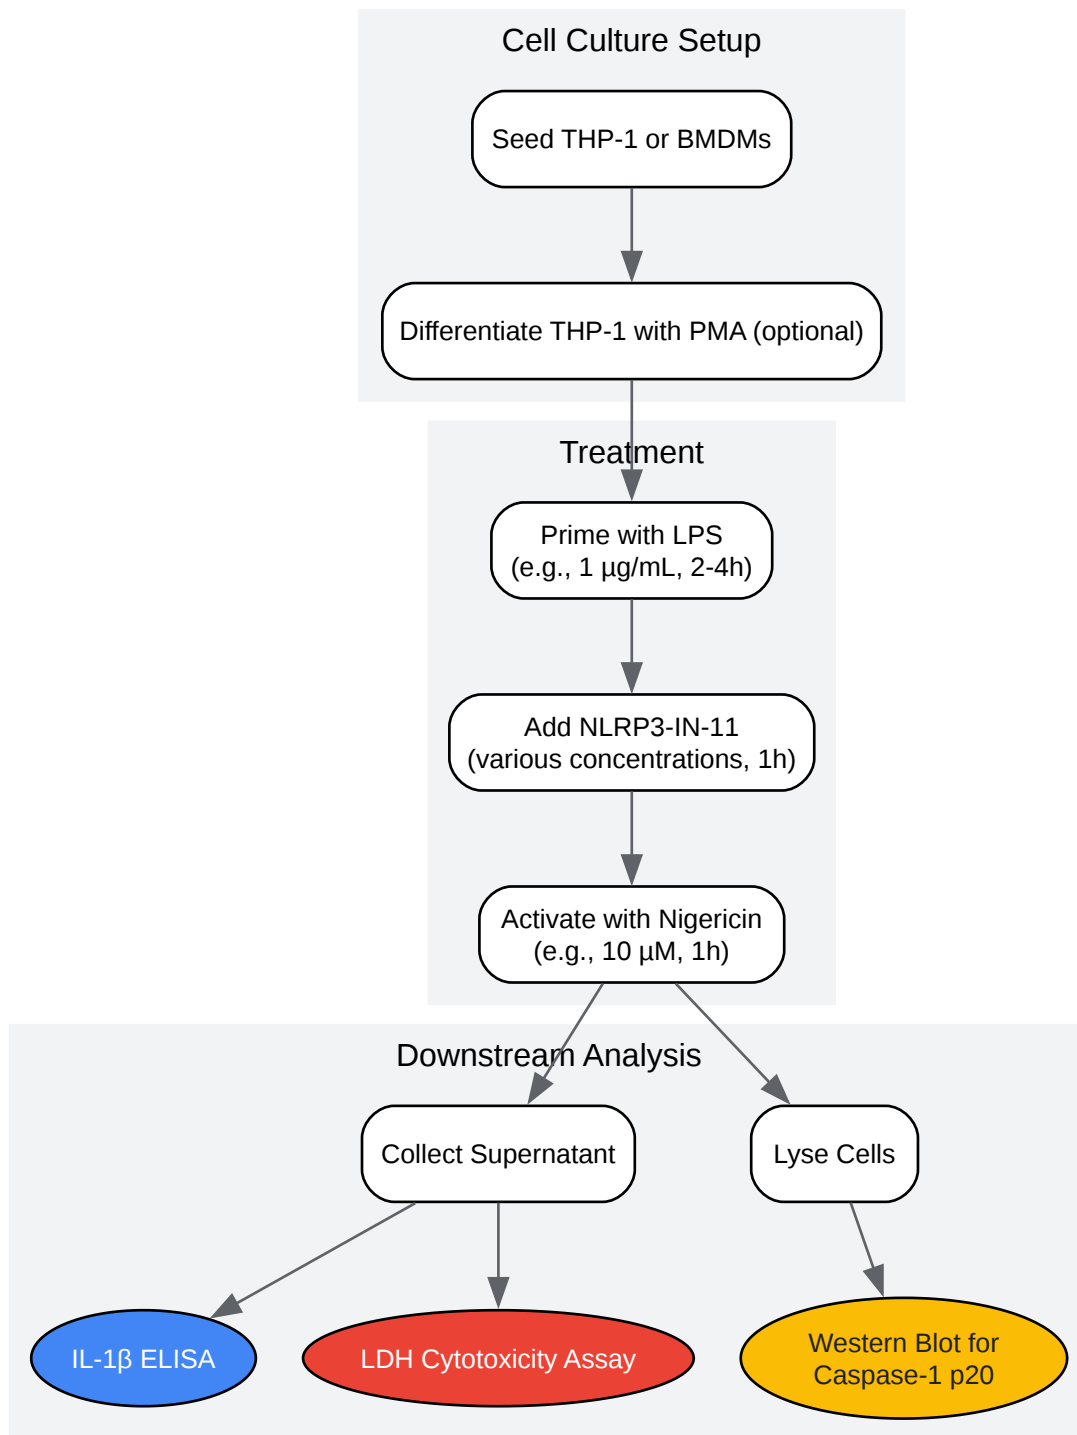 Cell Culture Setup
Seed THP-1 or BMDMs
Differentiate THP-1 with PMA (optional)
Treatment
Prime with LPS
(e.g., 1 µg/mL, 2-4h)
Add NLRP3-IN-11
(various concentrations, 1h)
Activate with Nigericin
(e.g., 10 µM, 1h)
Downstream Analysis
Collect Supernatant
Lyse Cells
IL-1β ELISA
LDH Cytotoxicity Assay
Western Blot for
Caspase-1 p20